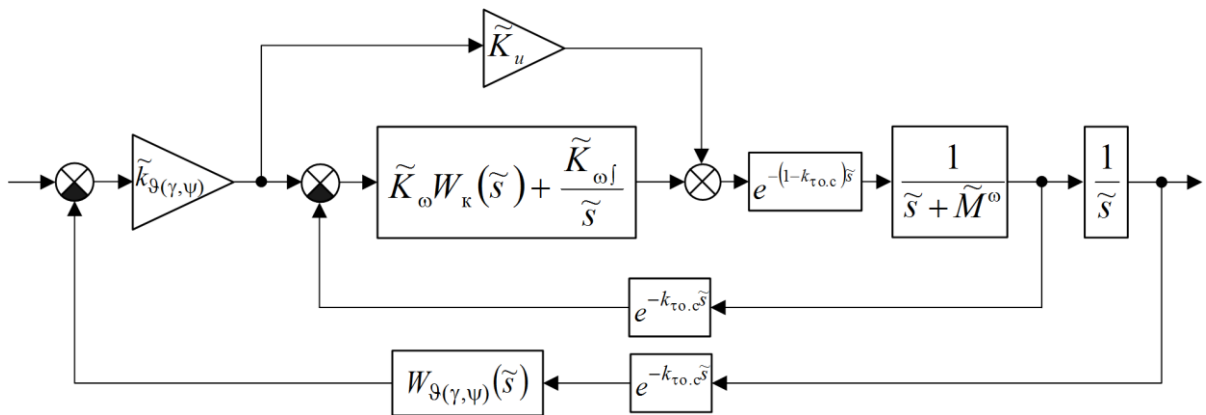 K̃_u
k̃_ϑ(γ,ψ)
K̃_ω W_к(s̃) + K̃_ω∫ / s̃
e^−(1−k_τо.с)s̃
1 / (s̃ + M̃^ω)
1 / s̃
e^−k_τо.с s̃
W_ϑ(γ,ψ)(s̃)
e^−k_τо.с s̃